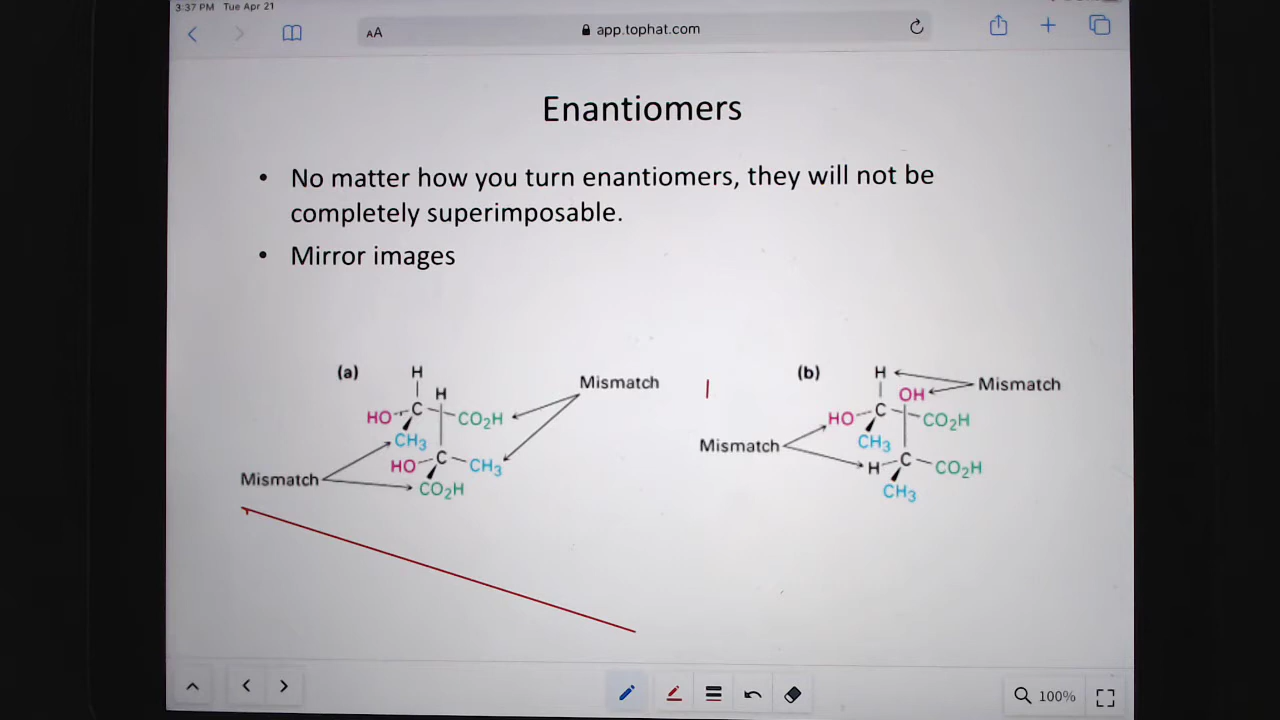 3:37 PM Tue Apr 21
AA
app.tophat.com
Enantiomers
• No matter how you turn enantiomers, they will not be
completely superimposable.
• Mirror images
(a)
H
H
Mismatch
HO C CO₂H
CH₃
HO C CH₃
Mismatch
CO₂H
(b)
H
Mismatch
OH
HO C CO₂H
Mismatch
CH₃
H C CO₂H
CH₃
100%